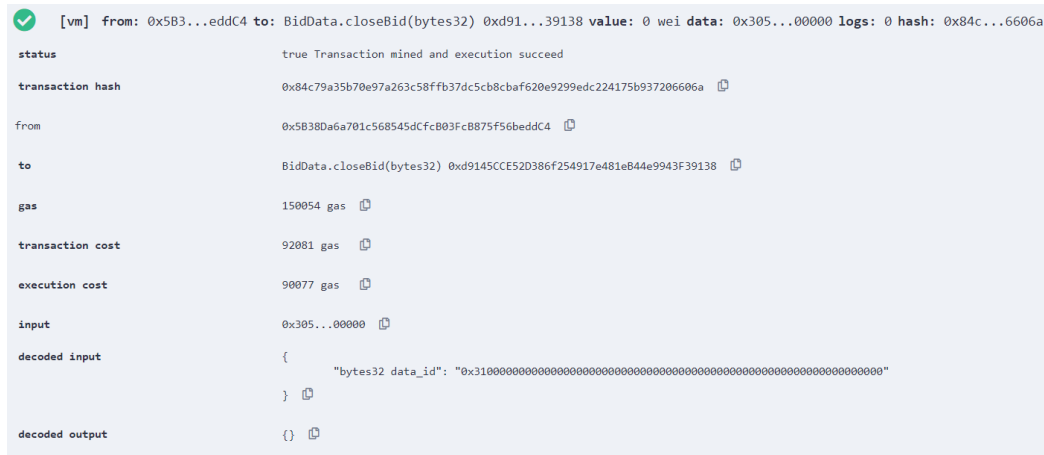 [vm] from: 0x5B3...eddC4 to: BidData.closeBid(bytes32) 0xd91...39138 value: 0 wei data: 0x305...00000 logs: 0 hash: 0x84c...6606a
status true Transaction mined and execution succeed
transaction hash 0x84c79a35b70e97a263c58ffb37dc5cb8cbaf620e9299edc224175b937206606a
from 0x5B38Da6a701c568545dCfcB03FcB875f56beddC4
to BidData.closeBid(bytes32) 0xd9145CCE52D386f254917e481eB44e9943F39138
gas 150054 gas
transaction cost 92081 gas
execution cost 90077 gas
input 0x305...00000
decoded input {
"bytes32 data_id": "0x3100000000000000000000000000000000000000000000000000000000000000"
}
decoded output {}